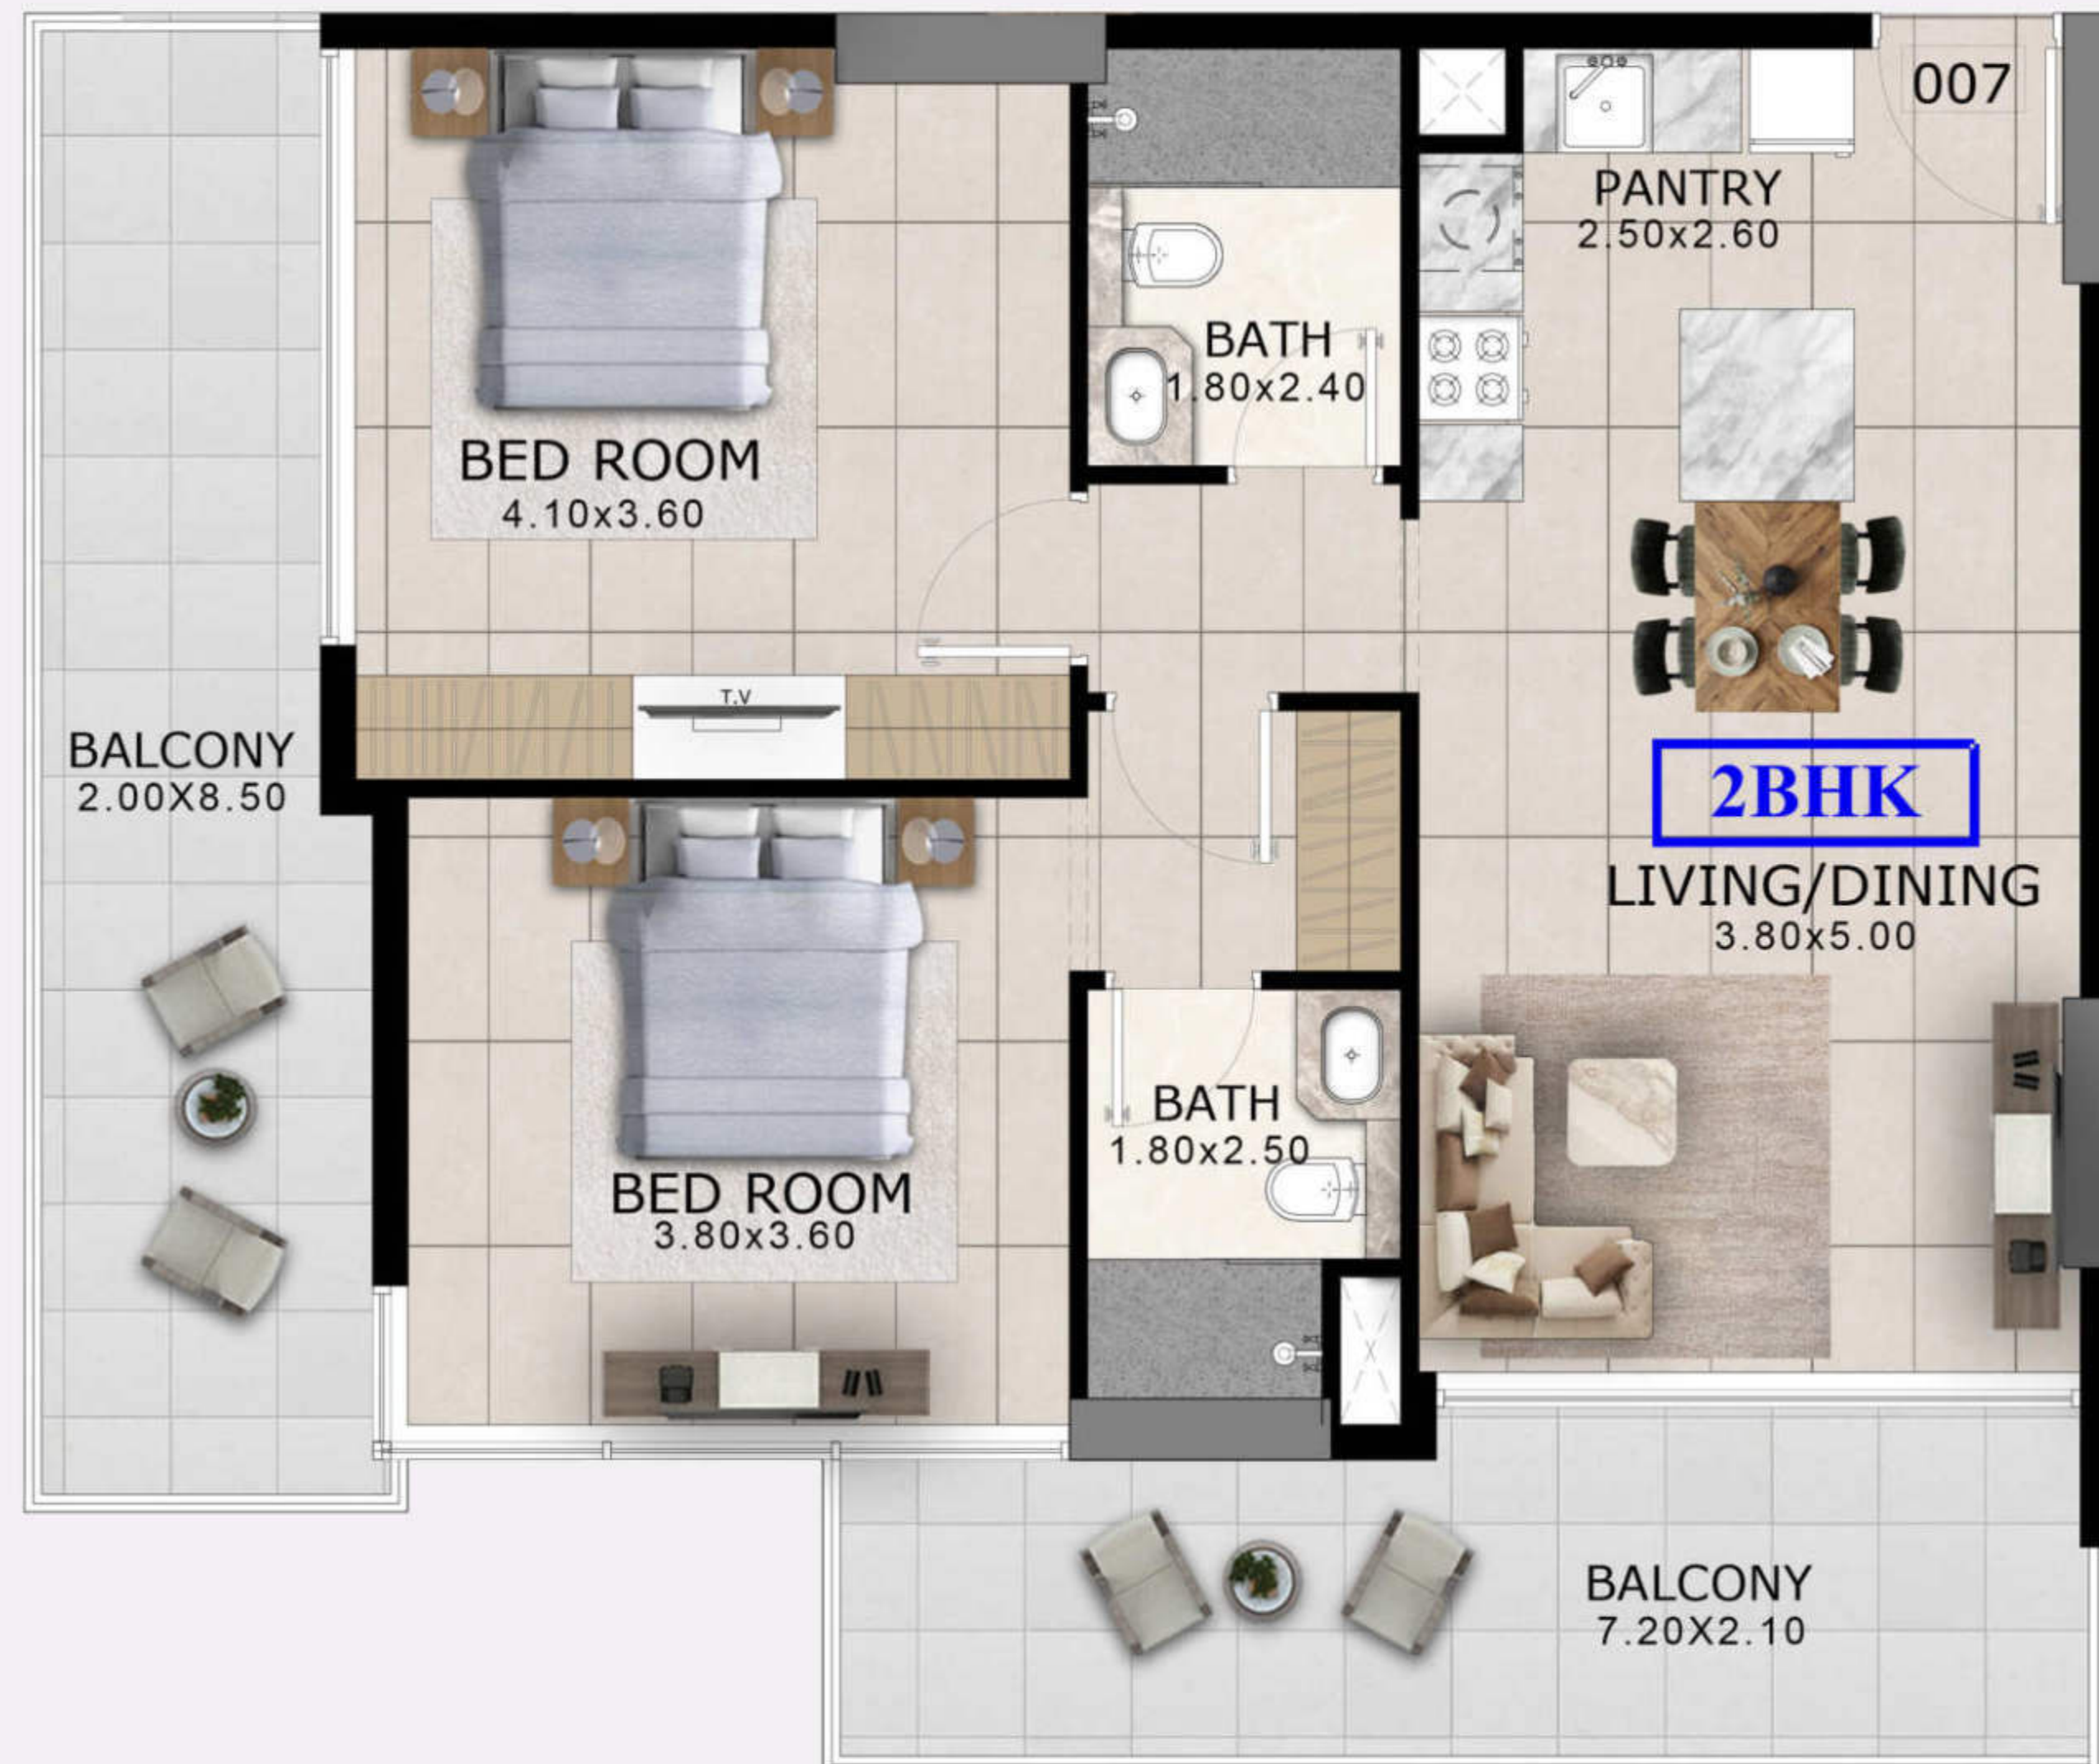 007
PANTRY
2.50x2.60
BATH
1.80x2.40
BED ROOM
4.10x3.60
T.V
BALCONY
2.00X8.50
2BHK
LIVING/DINING
3.80x5.00
BATH
1.80x2.50
BED ROOM
3.80x3.60
BALCONY
7.20X2.10